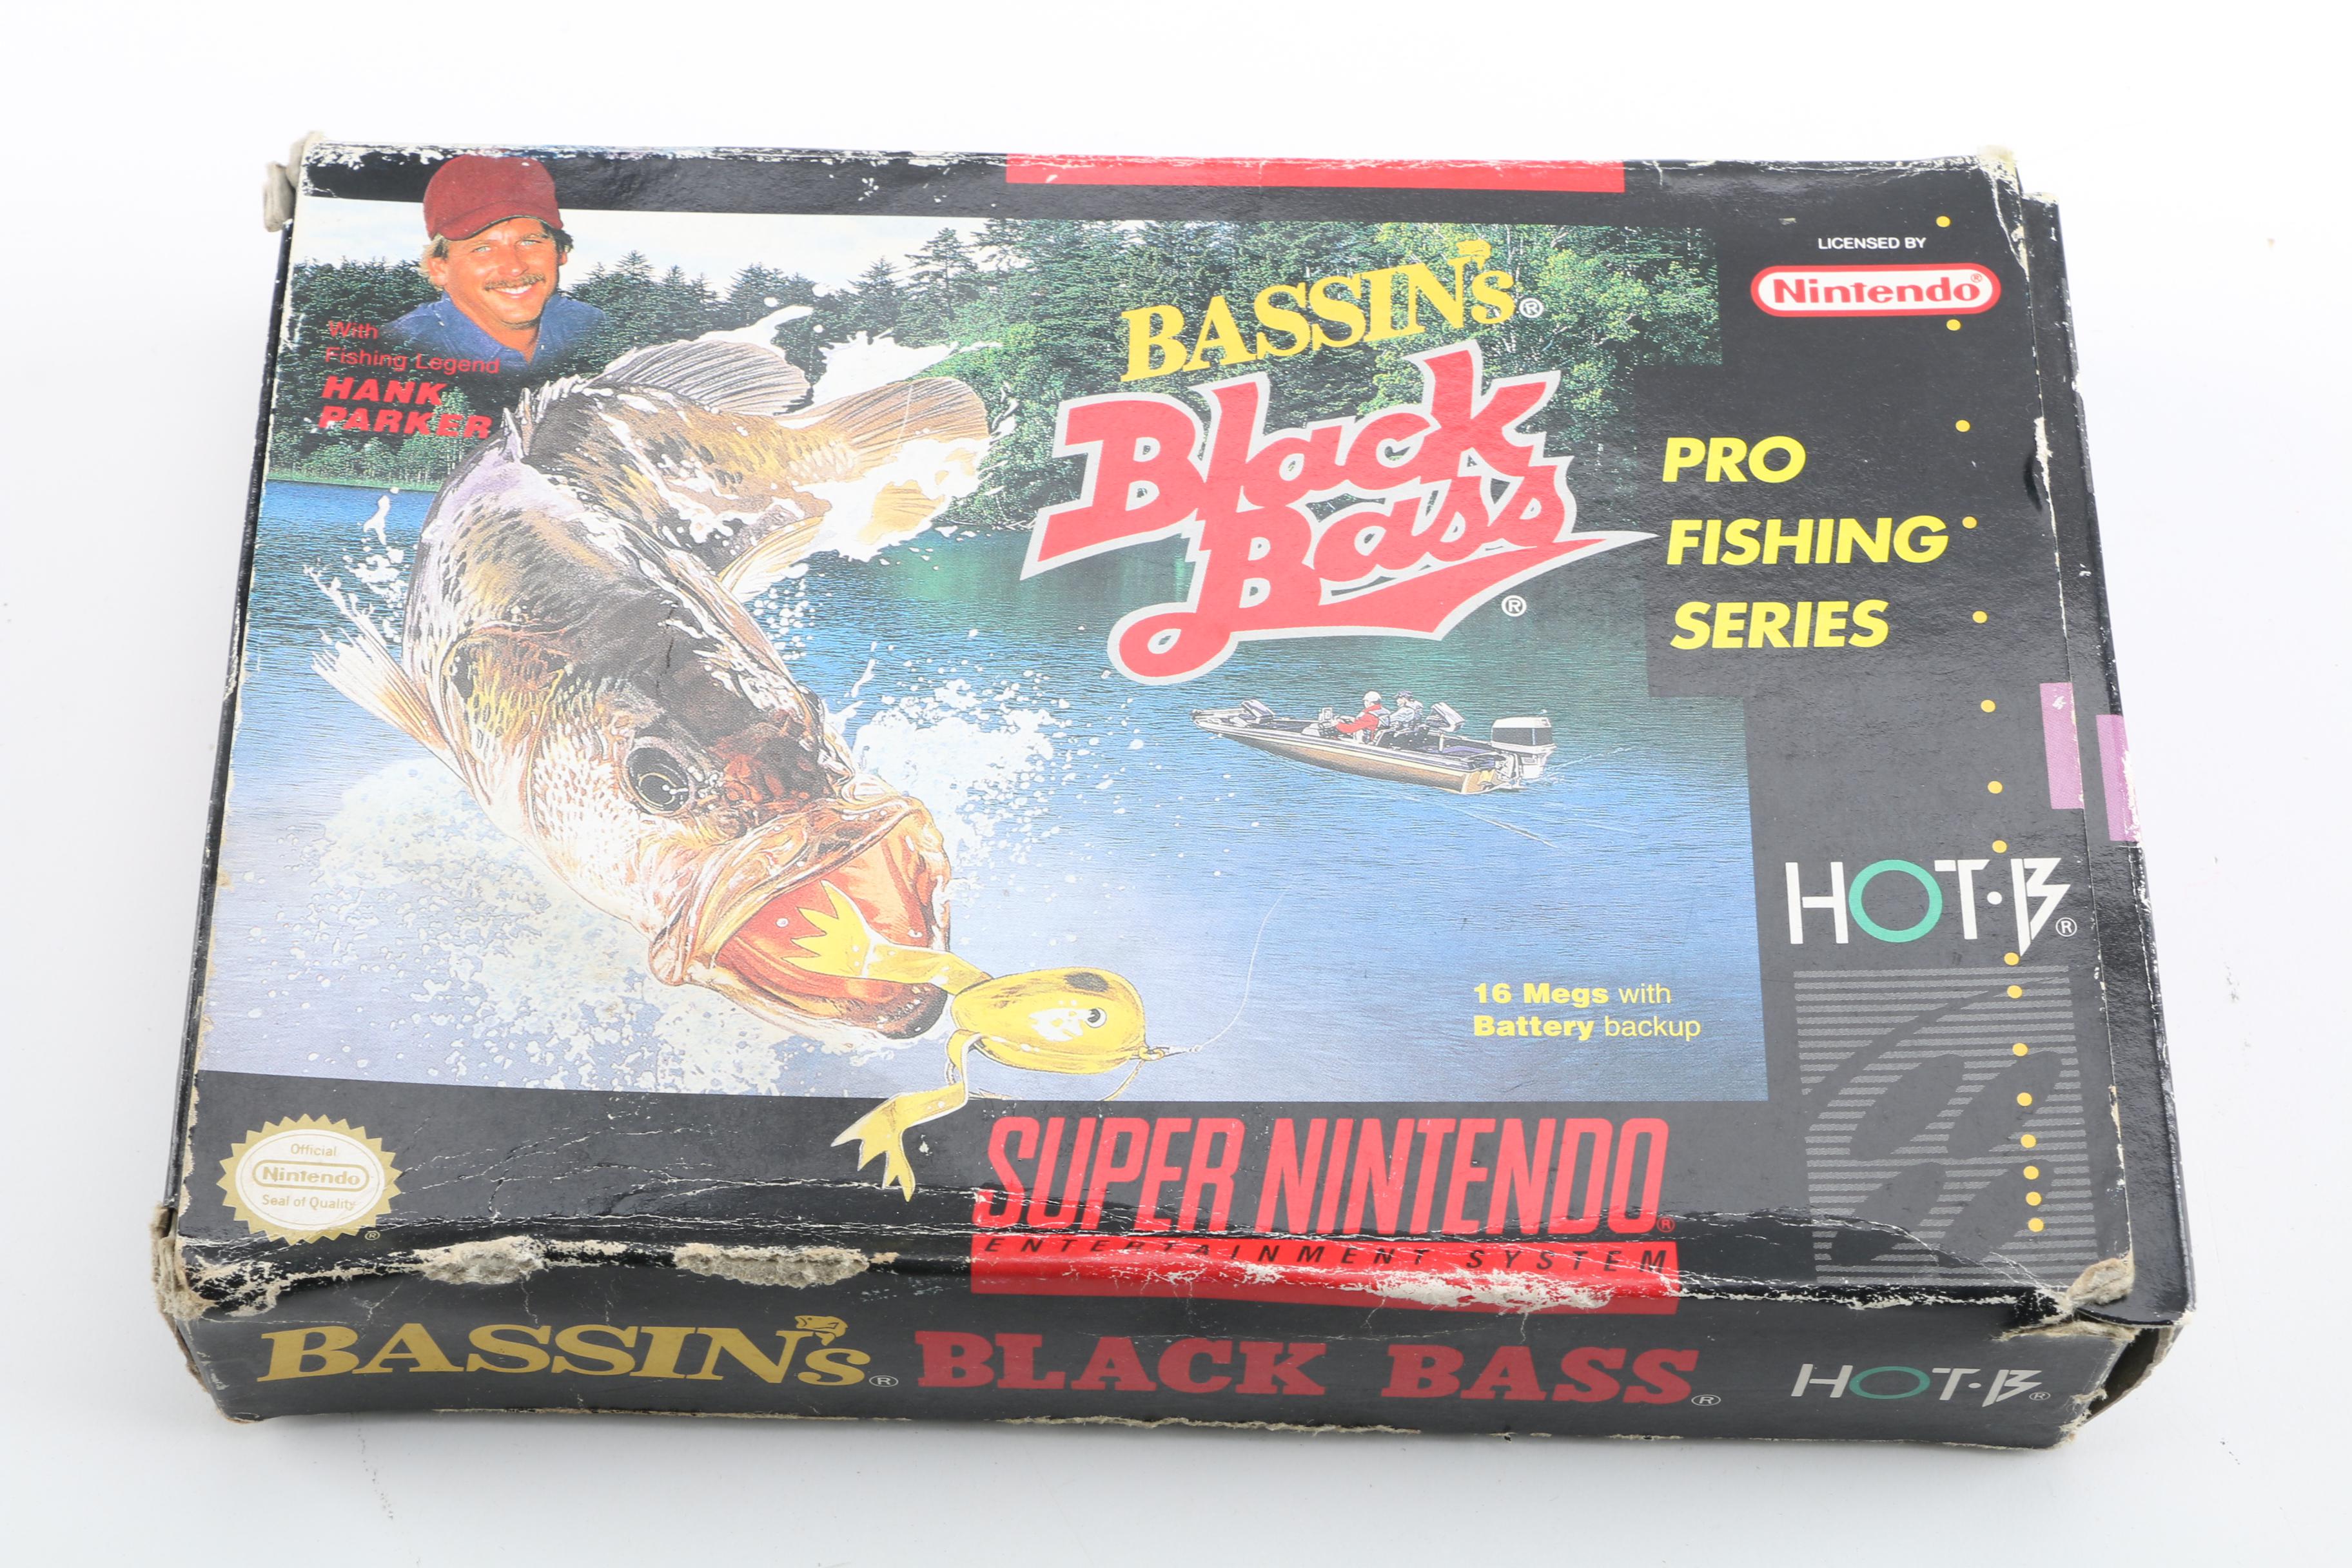 With
Fishing Legend
HANK
PARKER
BASSIN's®
Black
Bass
®
LICENSED BY
Nintendo®
PRO
FISHING
SERIES
HOT·B®
16 Megs with
Battery backup
Official
Nintendo
Seal of Quality
®
SUPER NINTENDO®
ENTERTAINMENT SYSTEM
BASSIN's® BLACK BASS® HOT·B®